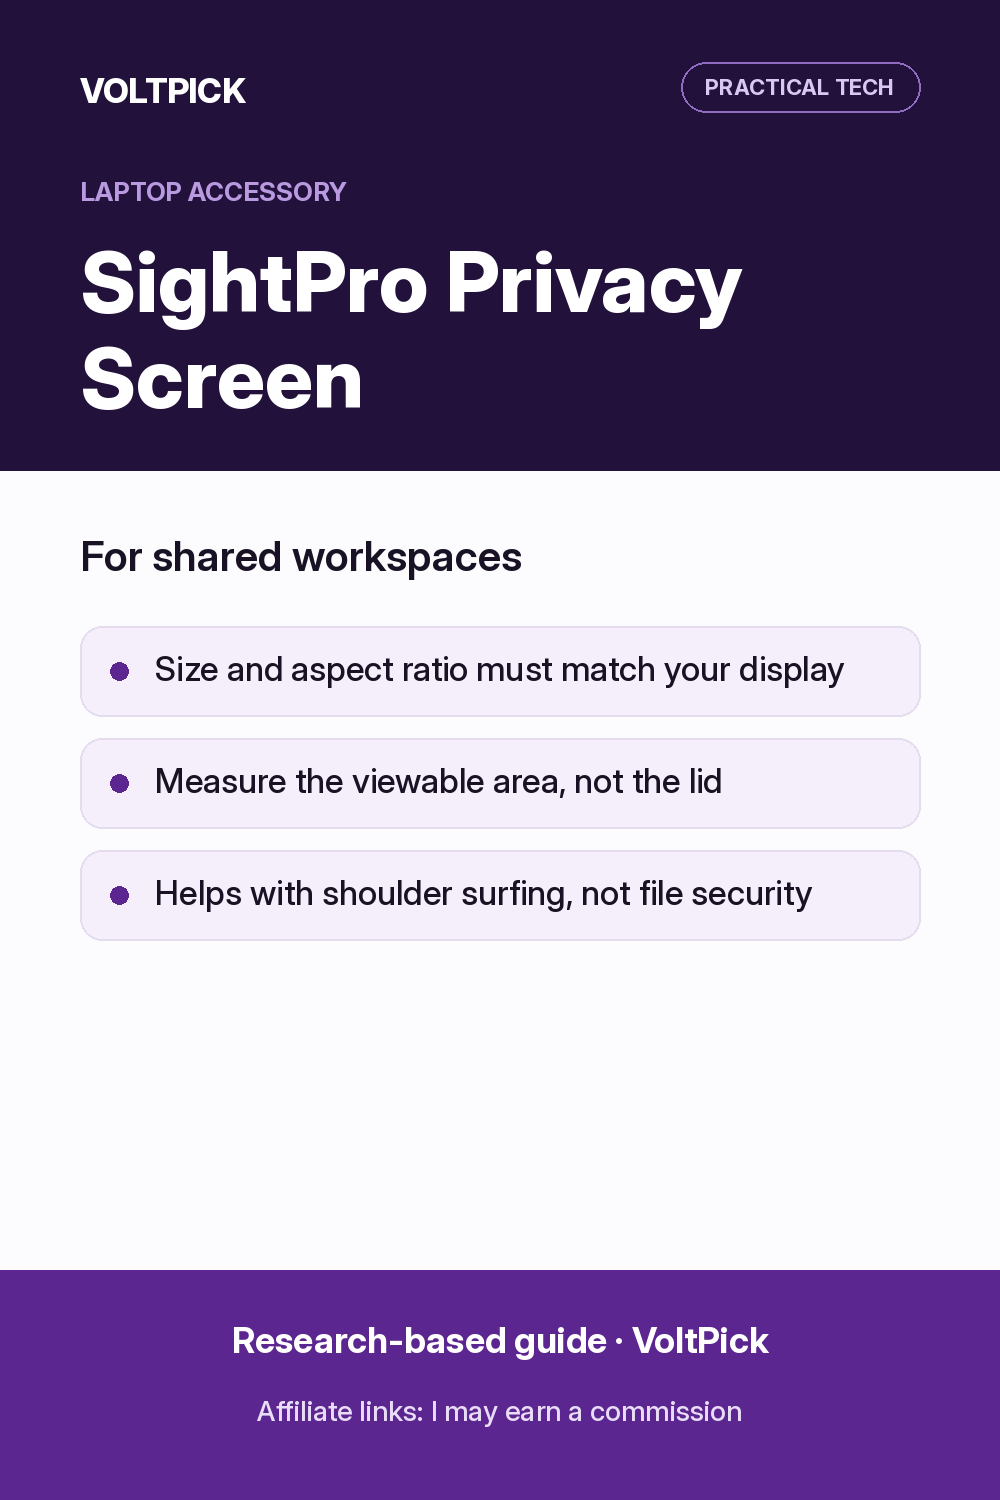 VOLTPICK
PRACTICAL TECH
LAPTOP ACCESSORY
SightPro Privacy
Screen
For shared workspaces
Size and aspect ratio must match your display
Measure the viewable area, not the lid
Helps with shoulder surfing, not file security
Research-based guide · VoltPick
Affiliate links: I may earn a commission